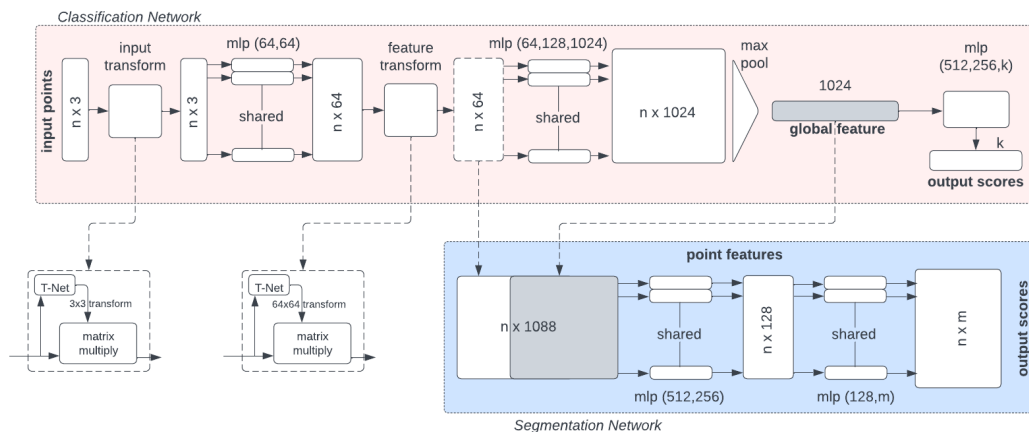 Classification Network
input points
n x 3
input
transform
n x 3
mlp (64,64)
shared
n x 64
feature
transform
n x 64
mlp (64,128,1024)
shared
n x 1024
max
pool
1024
global feature
mlp
(512,256,k)
k
output scores
T-Net
3x3 transform
matrix
multiply
T-Net
64x64 transform
matrix
multiply
point features
n x 1088
shared
mlp (512,256)
n x 128
shared
mlp (128,m)
n x m
output scores
Segmentation Network